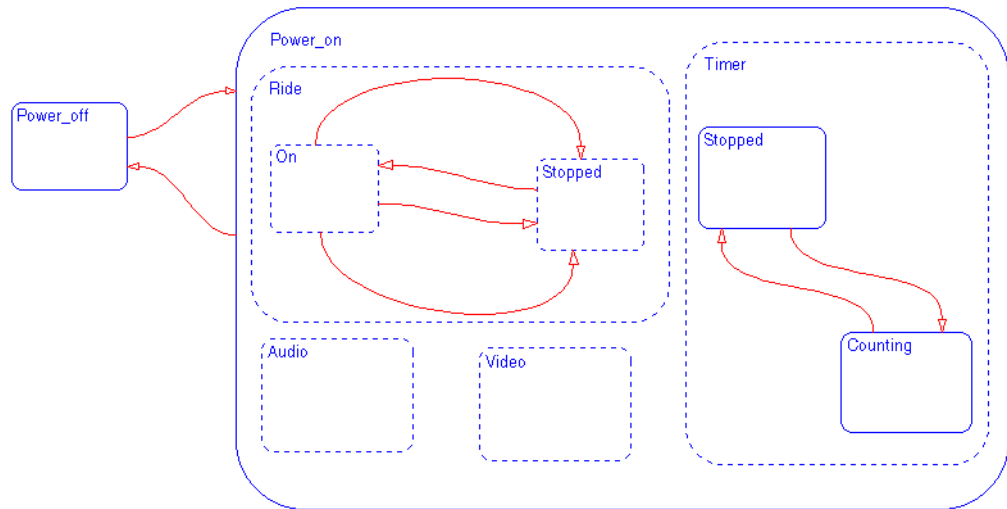 Power_on
Ride
Timer
Power_off
On
Stopped
Stopped
Counting
Audio
Video